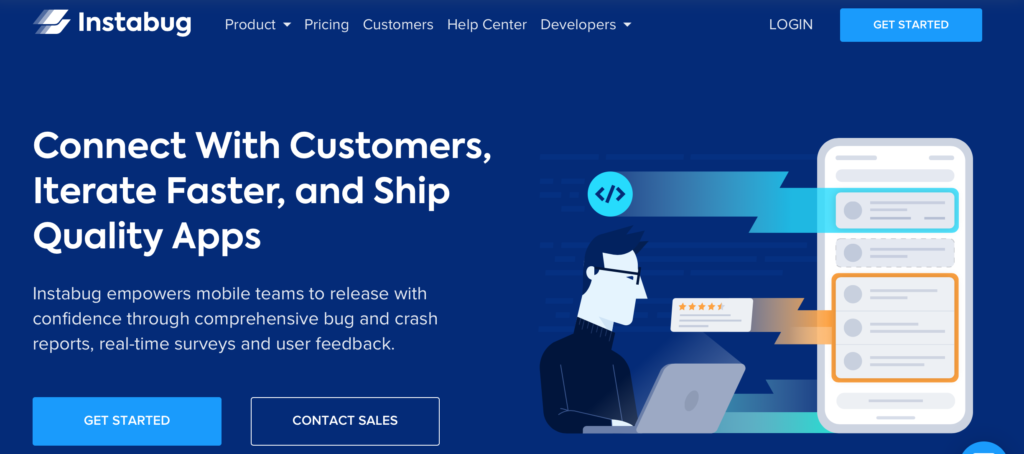 Instabug
Product
Pricing
Customers
Help Center
Developers
LOGIN
GET STARTED
Connect With Customers,
Iterate Faster, and Ship
Quality Apps
Instabug empowers mobile teams to release with
confidence through comprehensive bug and crash
reports, real-time surveys and user feedback.
GET STARTED
CONTACT SALES